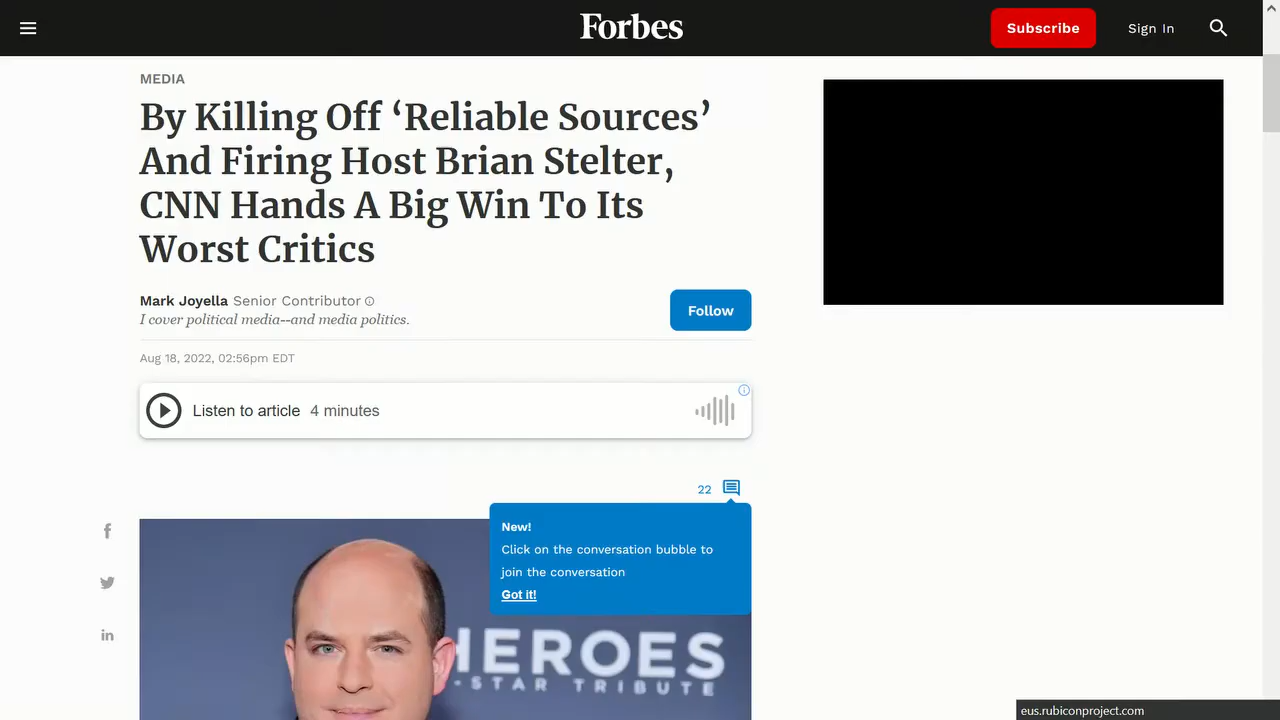 Forbes
Subscribe
Sign In
MEDIA
By Killing Off ‘Reliable Sources’
And Firing Host Brian Stelter,
CNN Hands A Big Win To Its
Worst Critics
Mark Joyella Senior Contributor
I cover political media--and media politics.
Follow
Aug 18, 2022, 02:56pm EDT
Listen to article 4 minutes
22
New!
Click on the conversation bubble to
join the conversation
Got it!
HEROES
-STAR TRIBUTE
eus.rubiconproject.com